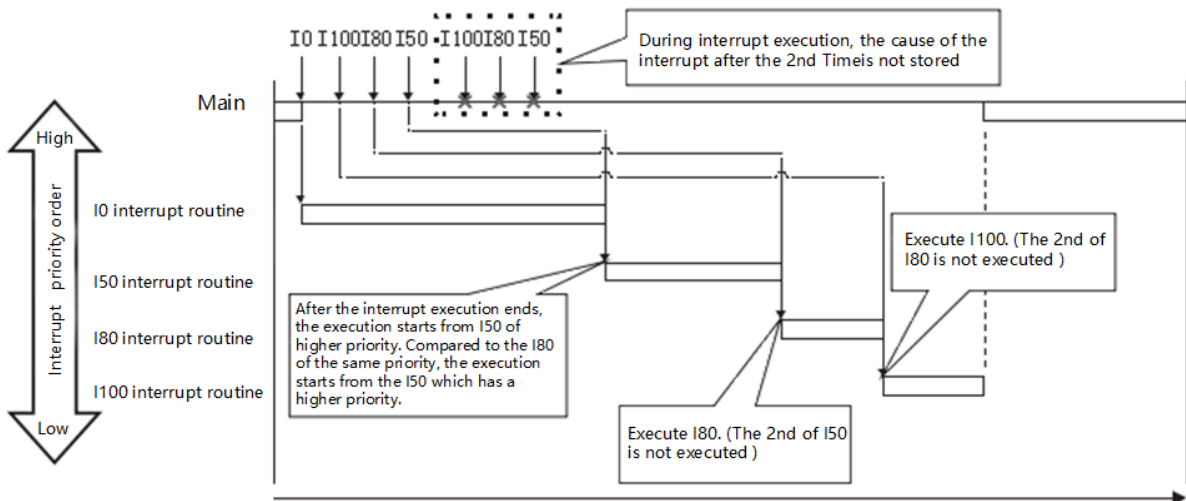 I0 I100I80 I50 I100I80 I50
During interrupt execution, the cause of the
interrupt after the 2nd Timeis not stored
Main
High
Interrupt priority order
Low
I0 interrupt routine
I50 interrupt routine
I80 interrupt routine
I100 interrupt routine
After the interrupt execution ends,
the execution starts from I50 of
higher priority. Compared to the I80
of the same priority, the execution
starts from the I50 which has a
higher priority.
Execute I100. (The 2nd of
I80 is not executed )
Execute I80. (The 2nd of I50
is not executed )